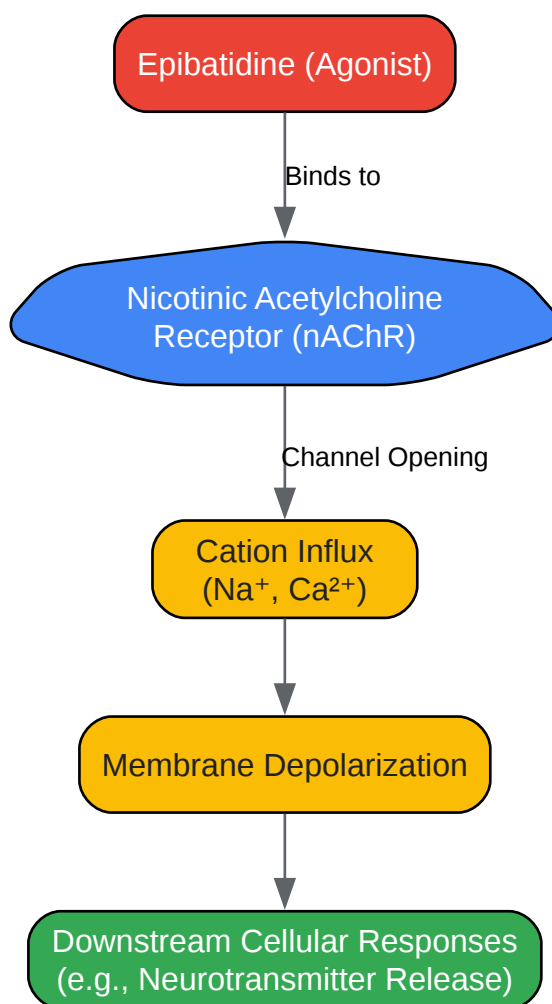 Epibatidine (Agonist)
Binds to
Nicotinic Acetylcholine
Receptor (nAChR)
Channel Opening
Cation Influx
(Na⁺, Ca²⁺)
Membrane Depolarization
Downstream Cellular Responses
(e.g., Neurotransmitter Release)